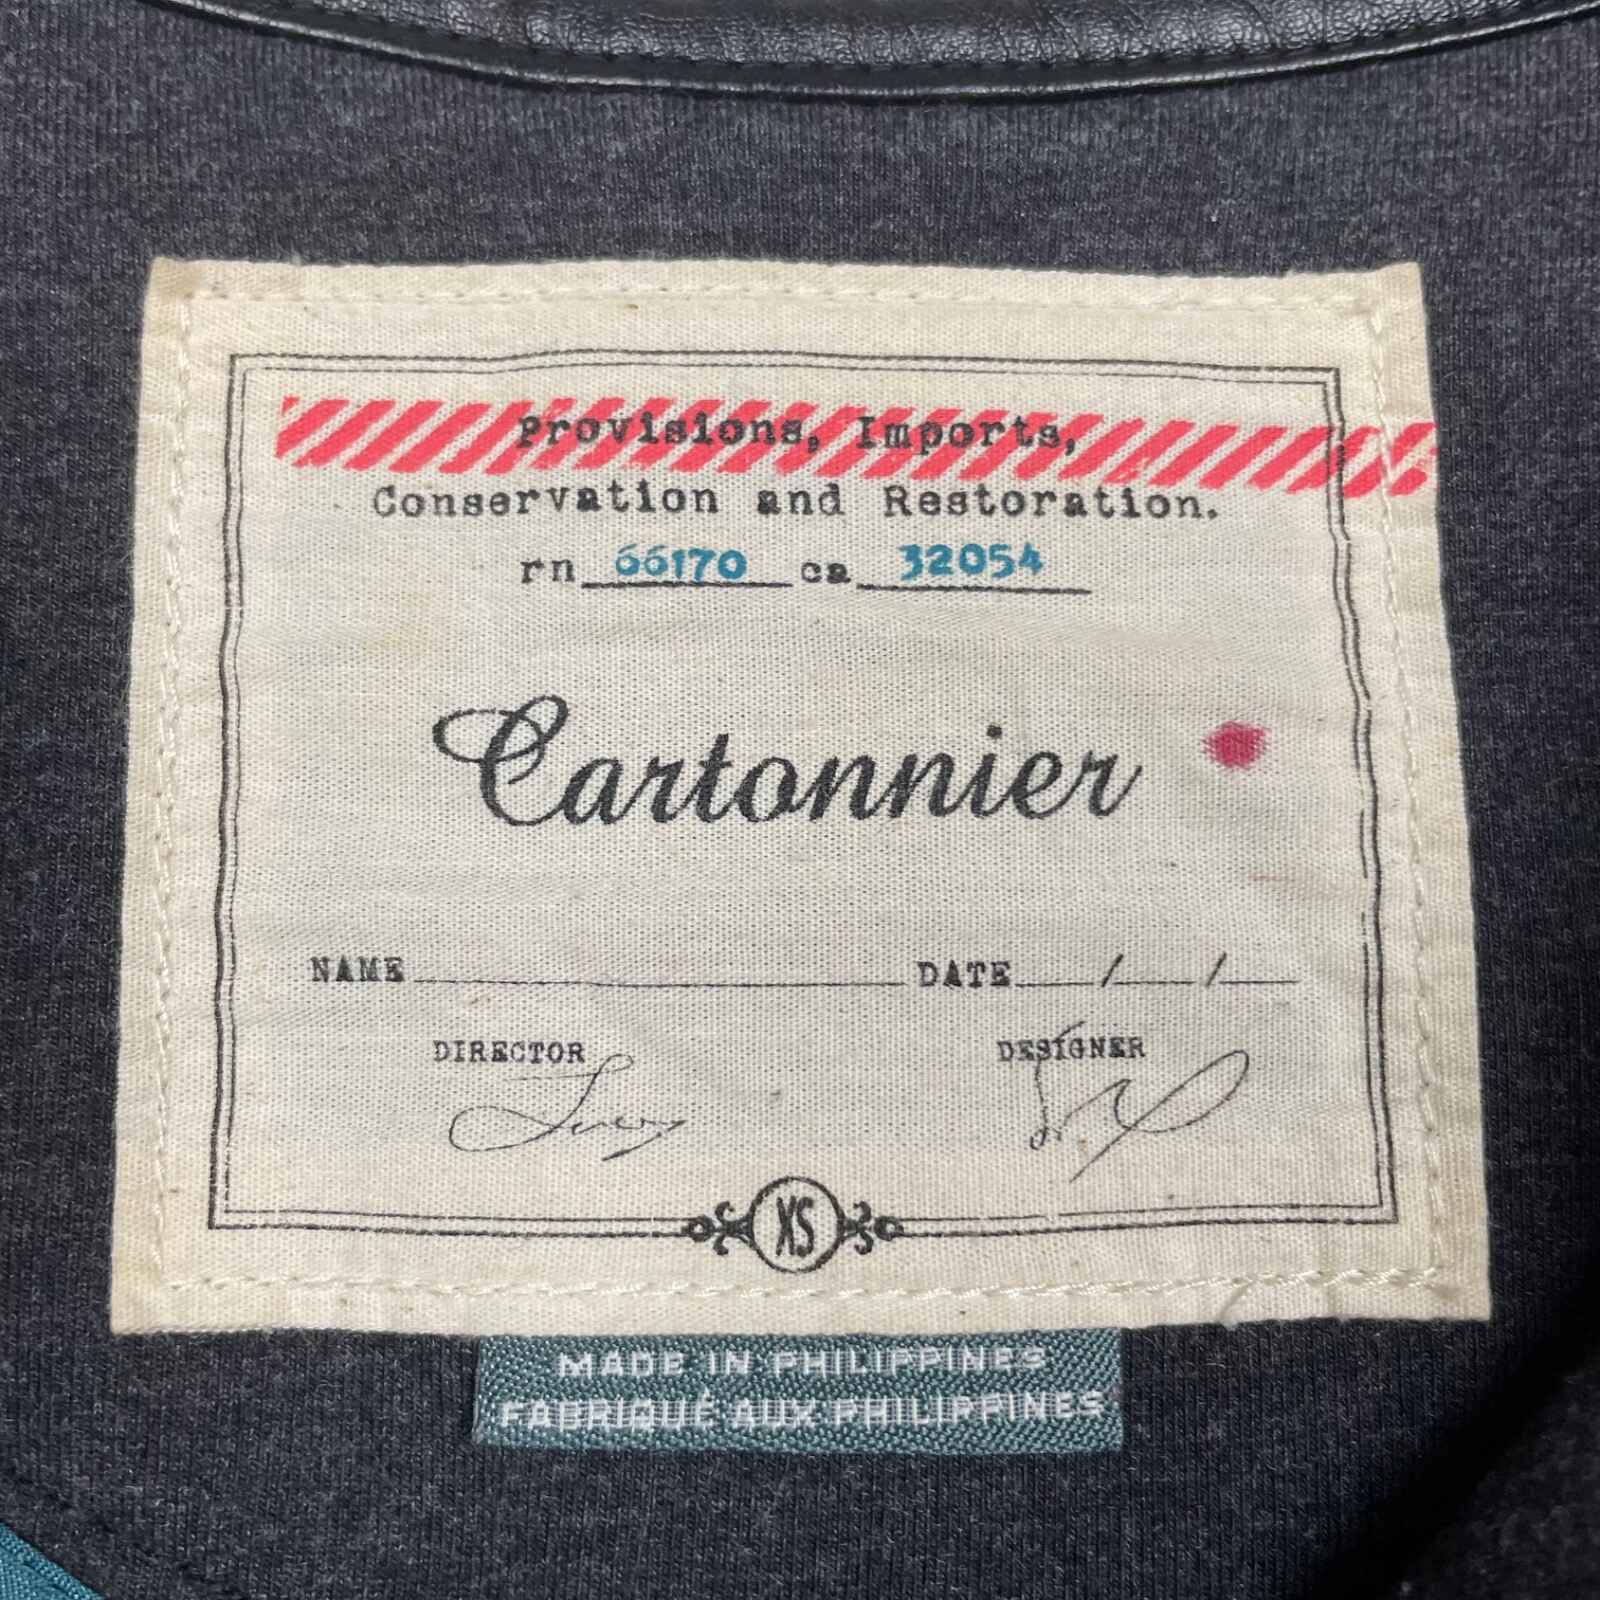 Provisions, Imports,
Conservation and Restoration.
rn 66170 ca 32054
Cartonnier
NAME DATE / /
DIRECTOR DESIGNER
XS
MADE IN PHILIPPINES
FABRIQUÉ AUX PHILIPPINES